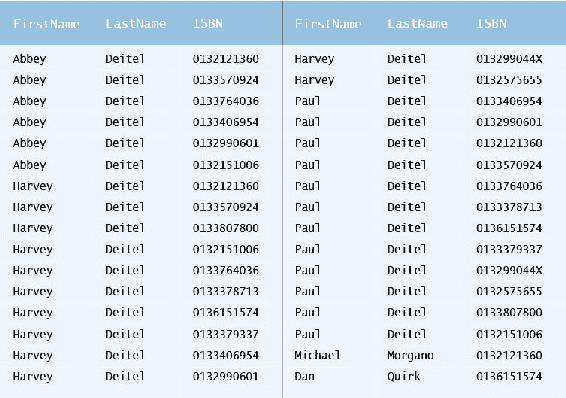 FirstName LastName ISBN FirstName LastName ISBN
Abbey Deitel 0132121360 Harvey Deitel 013299044X
Abbey Deitel 0133570924 Harvey Deitel 0132575655
Abbey Deitel 0133764036 Paul Deitel 0133406954
Abbey Deitel 0133406954 Paul Deitel 0132990601
Abbey Deitel 0132990601 Paul Deitel 0132121360
Abbey Deitel 0132151006 Paul Deitel 0133570924
Harvey Deitel 0132121360 Paul Deitel 0133764036
Harvey Deitel 0133570924 Paul Deitel 0133378713
Harvey Deitel 0133807800 Paul Deitel 0136151574
Harvey Deitel 0132151006 Paul Deitel 0133379337
Harvey Deitel 0133764036 Paul Deitel 013299044X
Harvey Deitel 0133378713 Paul Deitel 0132575655
Harvey Deitel 0136151574 Paul Deitel 0133807800
Harvey Deitel 0133379337 Paul Deitel 0132151006
Harvey Deitel 0133406954 Michael Morgano 0132121360
Harvey Deitel 0132990601 Dan Quirk 0136151574